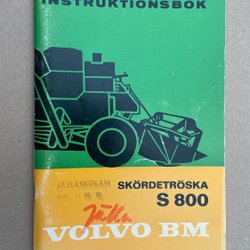 INSTRUKTIONSBOK
SKÖRDETRÖSKA
S 800
VOLVO BM